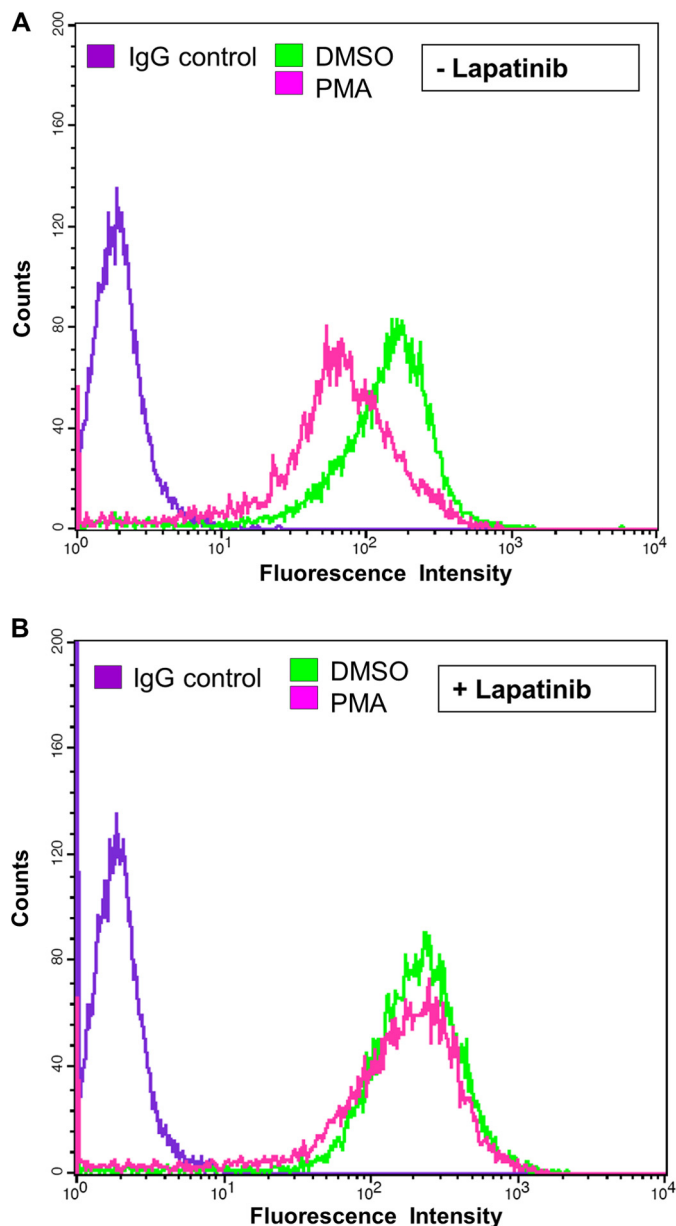 A
IgG control
DMSO
PMA
- Lapatinib
200
160
120
80
40
0
Counts
10⁰
10¹
10²
10³
10⁴
Fluorescence Intensity
B
IgG control
DMSO
PMA
+ Lapatinib
200
160
120
80
40
0
Counts
10⁰
10¹
10²
10³
10⁴
Fluorescence Intensity